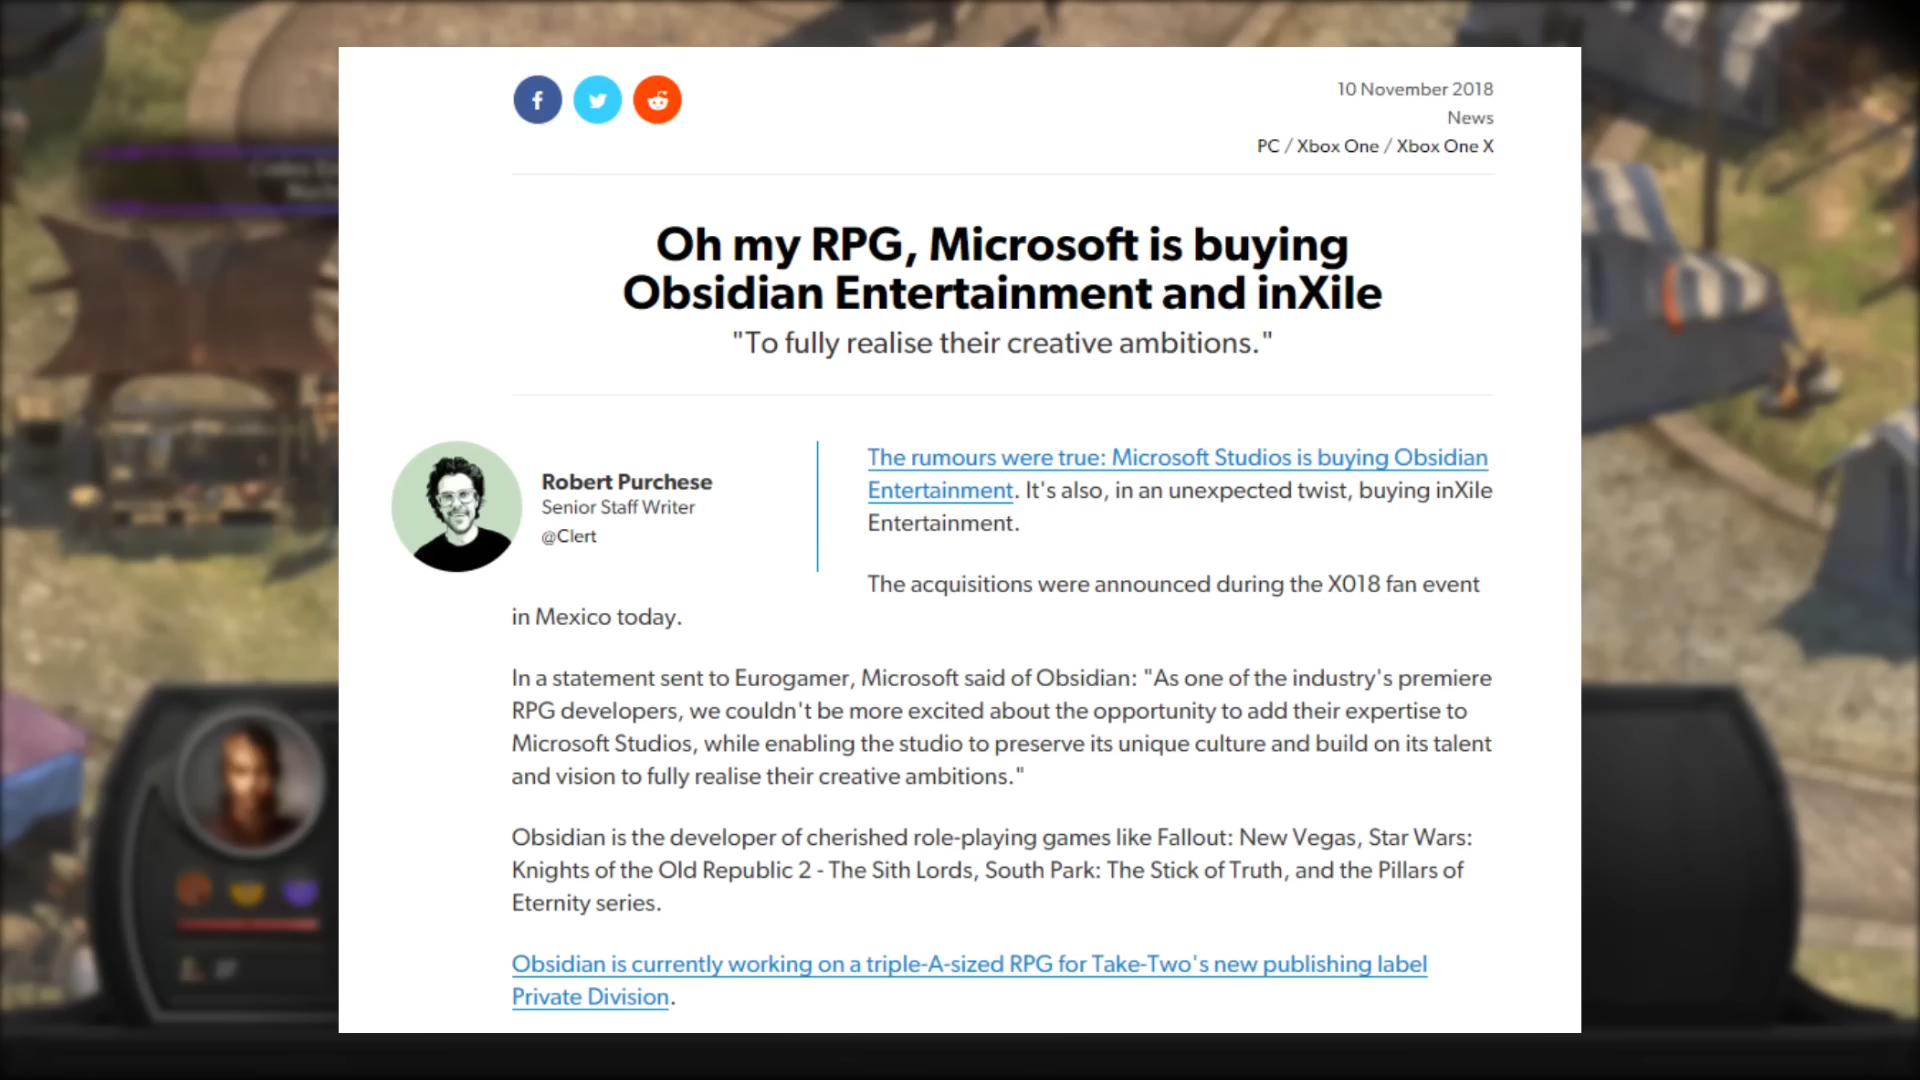 10 November 2018
News
PC / Xbox One / Xbox One X
Oh my RPG, Microsoft is buying
Obsidian Entertainment and inXile
"To fully realise their creative ambitions."
Robert Purchese
Senior Staff Writer
@Clert
The rumours were true: Microsoft Studios is buying Obsidian
Entertainment. It's also, in an unexpected twist, buying inXile
Entertainment.
The acquisitions were announced during the X018 fan event
in Mexico today.
In a statement sent to Eurogamer, Microsoft said of Obsidian: "As one of the industry's premiere
RPG developers, we couldn't be more excited about the opportunity to add their expertise to
Microsoft Studios, while enabling the studio to preserve its unique culture and build on its talent
and vision to fully realise their creative ambitions."
Obsidian is the developer of cherished role-playing games like Fallout: New Vegas, Star Wars:
Knights of the Old Republic 2 - The Sith Lords, South Park: The Stick of Truth, and the Pillars of
Eternity series.
Obsidian is currently working on a triple-A-sized RPG for Take-Two's new publishing label
Private Division.